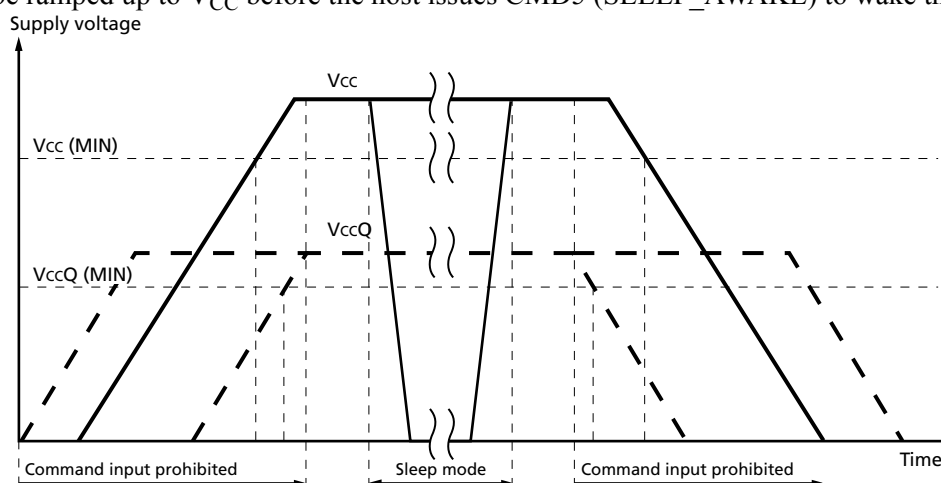 be ramped up to VCC before the host issues CMD5 (SLEEP_AWAKE) to wake th
Supply voltage
Vcc
Vcc (MIN)
VccQ
VccQ (MIN)
Time
Command input prohibited
Sleep mode
Command input prohibited